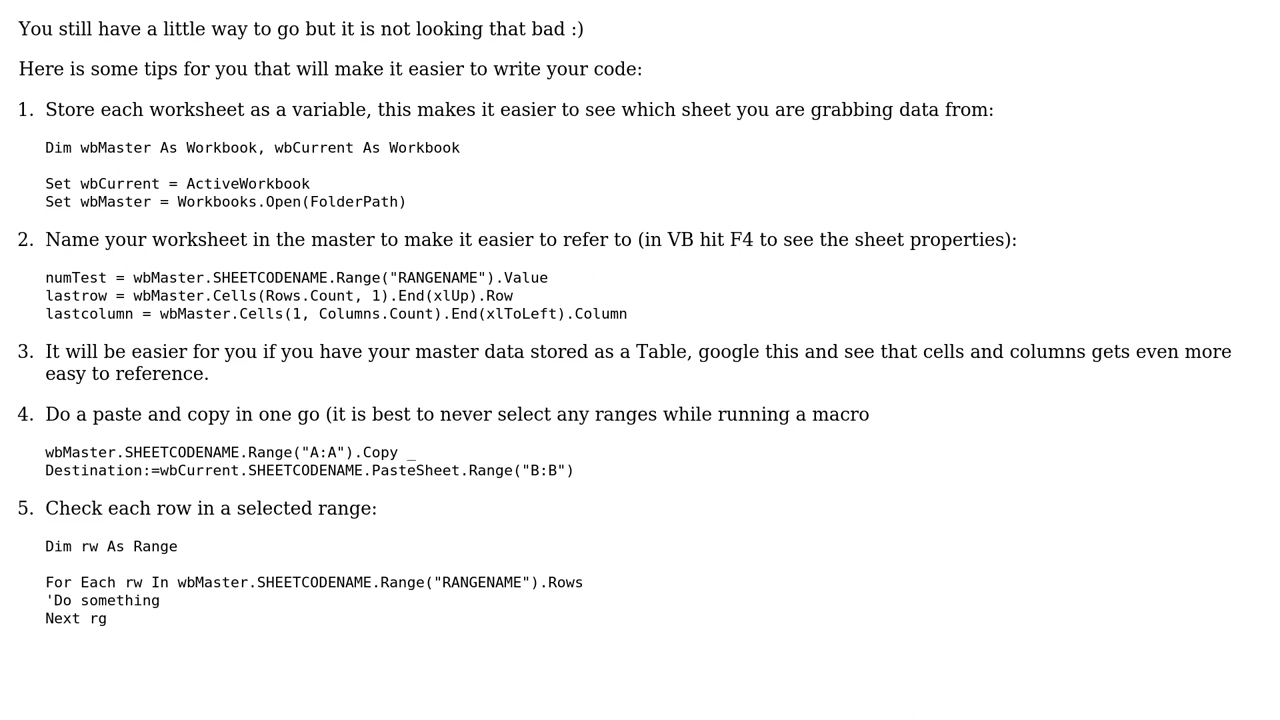 You still have a little way to go but it is not looking that bad :)
Here is some tips for you that will make it easier to write your code:
1. Store each worksheet as a variable, this makes it easier to see which sheet you are grabbing data from:
Dim wbMaster As Workbook, wbCurrent As Workbook
Set wbCurrent = ActiveWorkbook
Set wbMaster = Workbooks.Open(FolderPath)
2. Name your worksheet in the master to make it easier to refer to (in VB hit F4 to see the sheet properties):
numTest = wbMaster.SHEETCODENAME.Range("RANGENAME").Value
lastrow = wbMaster.Cells(Rows.Count, 1).End(xlUp).Row
lastcolumn = wbMaster.Cells(1, Columns.Count).End(xlToLeft).Column
3. It will be easier for you if you have your master data stored as a Table, google this and see that cells and columns gets even more
easy to reference.
4. Do a paste and copy in one go (it is best to never select any ranges while running a macro
wbMaster.SHEETCODENAME.Range("A:A").Copy _
Destination:=wbCurrent.SHEETCODENAME.PasteSheet.Range("B:B")
5. Check each row in a selected range:
Dim rw As Range
For Each rw In wbMaster.SHEETCODENAME.Range("RANGENAME").Rows
'Do something
Next rg